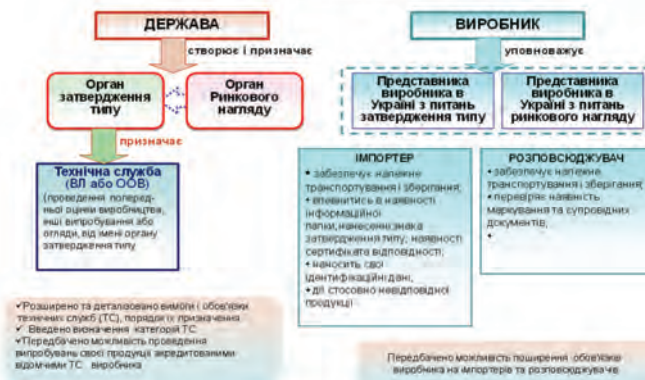 ДЕРЖАВА
створює і призначає
Орган
затвердження
типу
Орган
Ринкового
нагляду
призначає
Технічна служба
(ВЛ або ООВ)
(проведення поперед-
ньої оцінки виробництва,
інші випробування або
огляди, від імені органу
затвердження типу
✓Розширено та деталізовано вимоги і обов'язки
технічних служб (ТС), порядок їх призначення.
✓ Введено визначення категорій ТС
✓Передбачено можливість проведення
випробувань своєї продукції акредитованими
відомчими ТС виробника
ВИРОБНИК
уповноважує
Представника
виробника в
Україні з питань
затвердження типу
Представника
виробника в
Україні з питань
ринкового нагляду
ІМПОРТЕР
• забезпечує належне
транспортування і зберігання;
• впевнитись в наявності
інформаційної
папки, нанесенні знака
затвердження типу, наявності
сертифіката відповідності;
• наносить свої
ідентифікаційні дані,
• дії стосовно невідповідної
продукції
РОЗПОВСЮДЖУВАЧ
• забезпечує належне
транспортування і зберігання;
• перевіряє наявність
маркування та супровідних
документів,
•
Передбачено можливість поширення обов'язків
виробника на імпортерів та розповсюджувачів